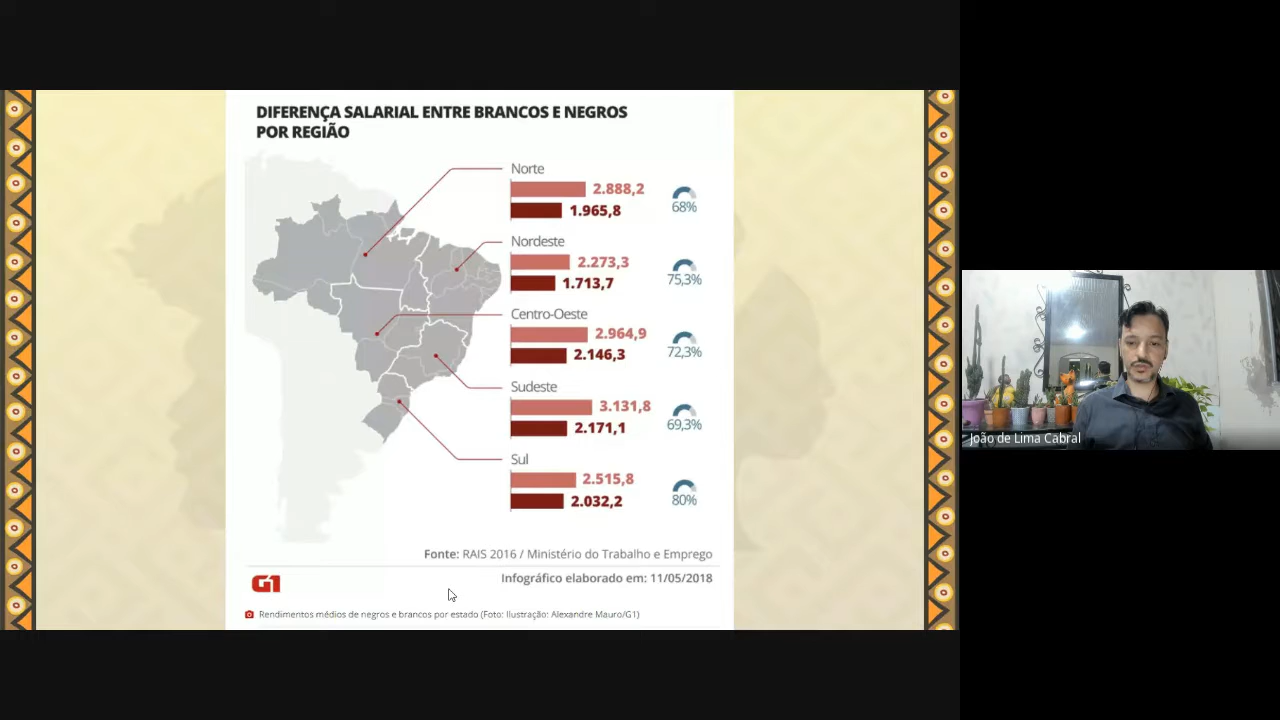 DIFERENÇA SALARIAL ENTRE BRANCOS E NEGROS
POR REGIÃO
Norte
2.888,2
1.965,8
68%
Nordeste
2.273,3
1.713,7
75,3%
Centro-Oeste
2.964,9
2.146,3
72,3%
Sudeste
3.131,8
2.171,1
69,3%
Sul
2.515,8
2.032,2
80%
Fonte: RAIS 2016 / Ministério do Trabalho e Emprego
G1
Infográfico elaborado em: 11/05/2018
Rendimentos médios de negros e brancos por estado (Foto: Ilustração: Alexandre Mauro/G1)
João de Lima Cabral